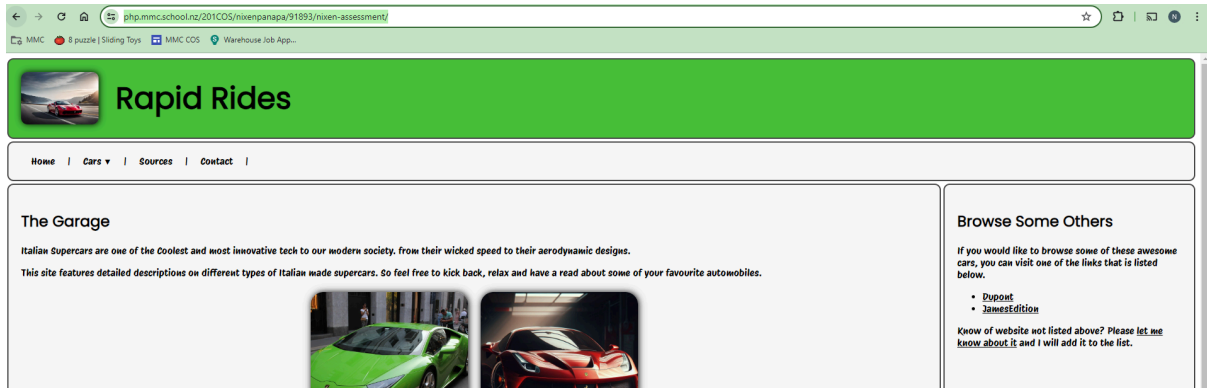 php.mmc.school.nz/201COS/nixenpanapa/91893/nixen-assessment/
N
MMC
8 puzzle | Sliding Toys
MMC COS
Warehouse Job App...
Rapid Rides
Home | Cars ▾ | Sources | Contact |
The Garage
Italian Supercars are one of the Coolest and most innovative tech to our modern society. from their wicked speed to their aerodynamic designs.
This site features detailed descriptions on different types of Italian made supercars. So feel free to kick back, relax and have a read about some of your favourite automobiles.
Browse Some Others
If you would like to browse some of these awesome
cars, you can visit one of the links that is listed
below.
• Dupont
• JamesEdition
Know of website not listed above? Please let me
know about it and I will add it to the list.